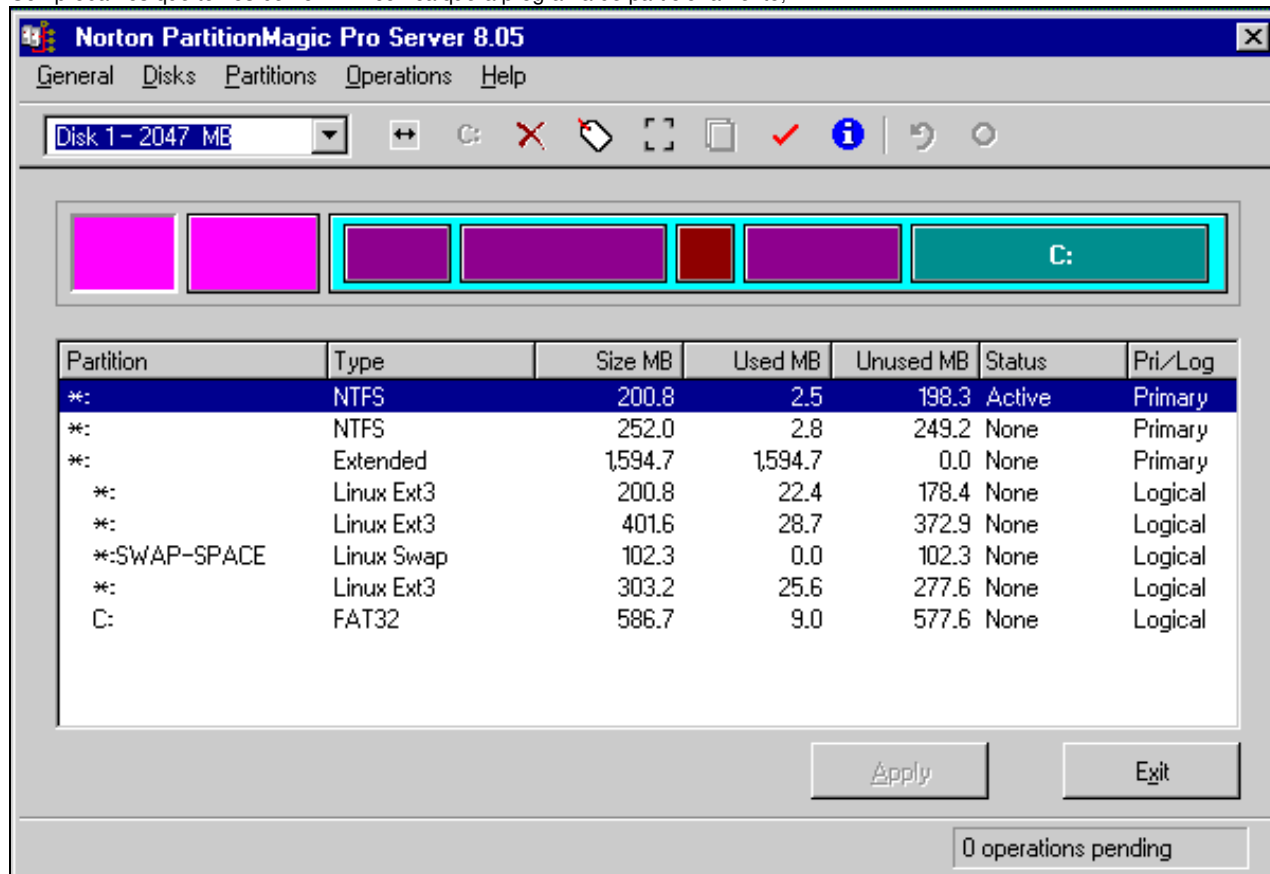 Norton PartitionMagic Pro Server 8.05
General Disks Partitions Operations Help
Disk 1 - 2047 MB C:
C:
Partition Type Size MB Used MB Unused MB Status Pri/Log
*: NTFS 200.8 2.5 198.3 Active Primary
*: NTFS 252.0 2.8 249.2 None Primary
*: Extended 1,594.7 1,594.7 0.0 None Primary
*: Linux Ext3 200.8 22.4 178.4 None Logical
*: Linux Ext3 401.6 28.7 372.9 None Logical
*:SWAP-SPACE Linux Swap 102.3 0.0 102.3 None Logical
*: Linux Ext3 303.2 25.6 277.6 None Logical
C: FAT32 586.7 9.0 577.6 None Logical
Apply Exit
0 operations pending